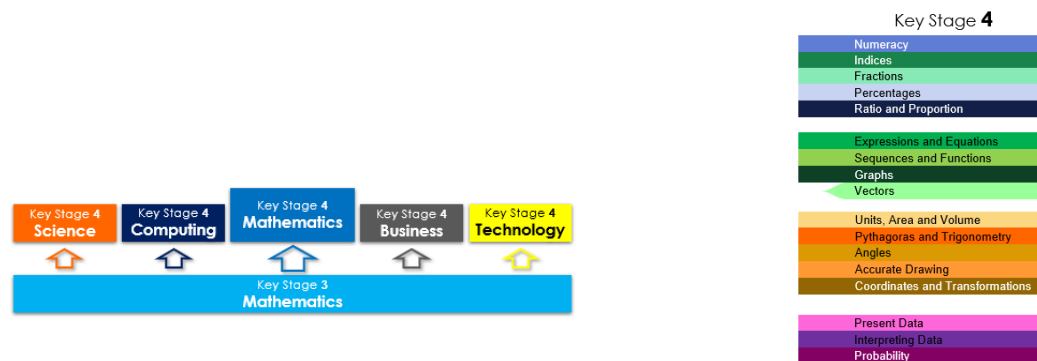 Key Stage 4
Science
Key Stage 4
Computing
Key Stage 4
Mathematics
Key Stage 4
Business
Key Stage 4
Technology
Key Stage 3
Mathematics
Key Stage 4
Numeracy
Indices
Fractions
Percentages
Ratio and Proportion
Expressions and Equations
Sequences and Functions
Graphs
Vectors
Units, Area and Volume
Pythagoras and Trigonometry
Angles
Accurate Drawing
Coordinates and Transformations
Present Data
Interpreting Data
Probability